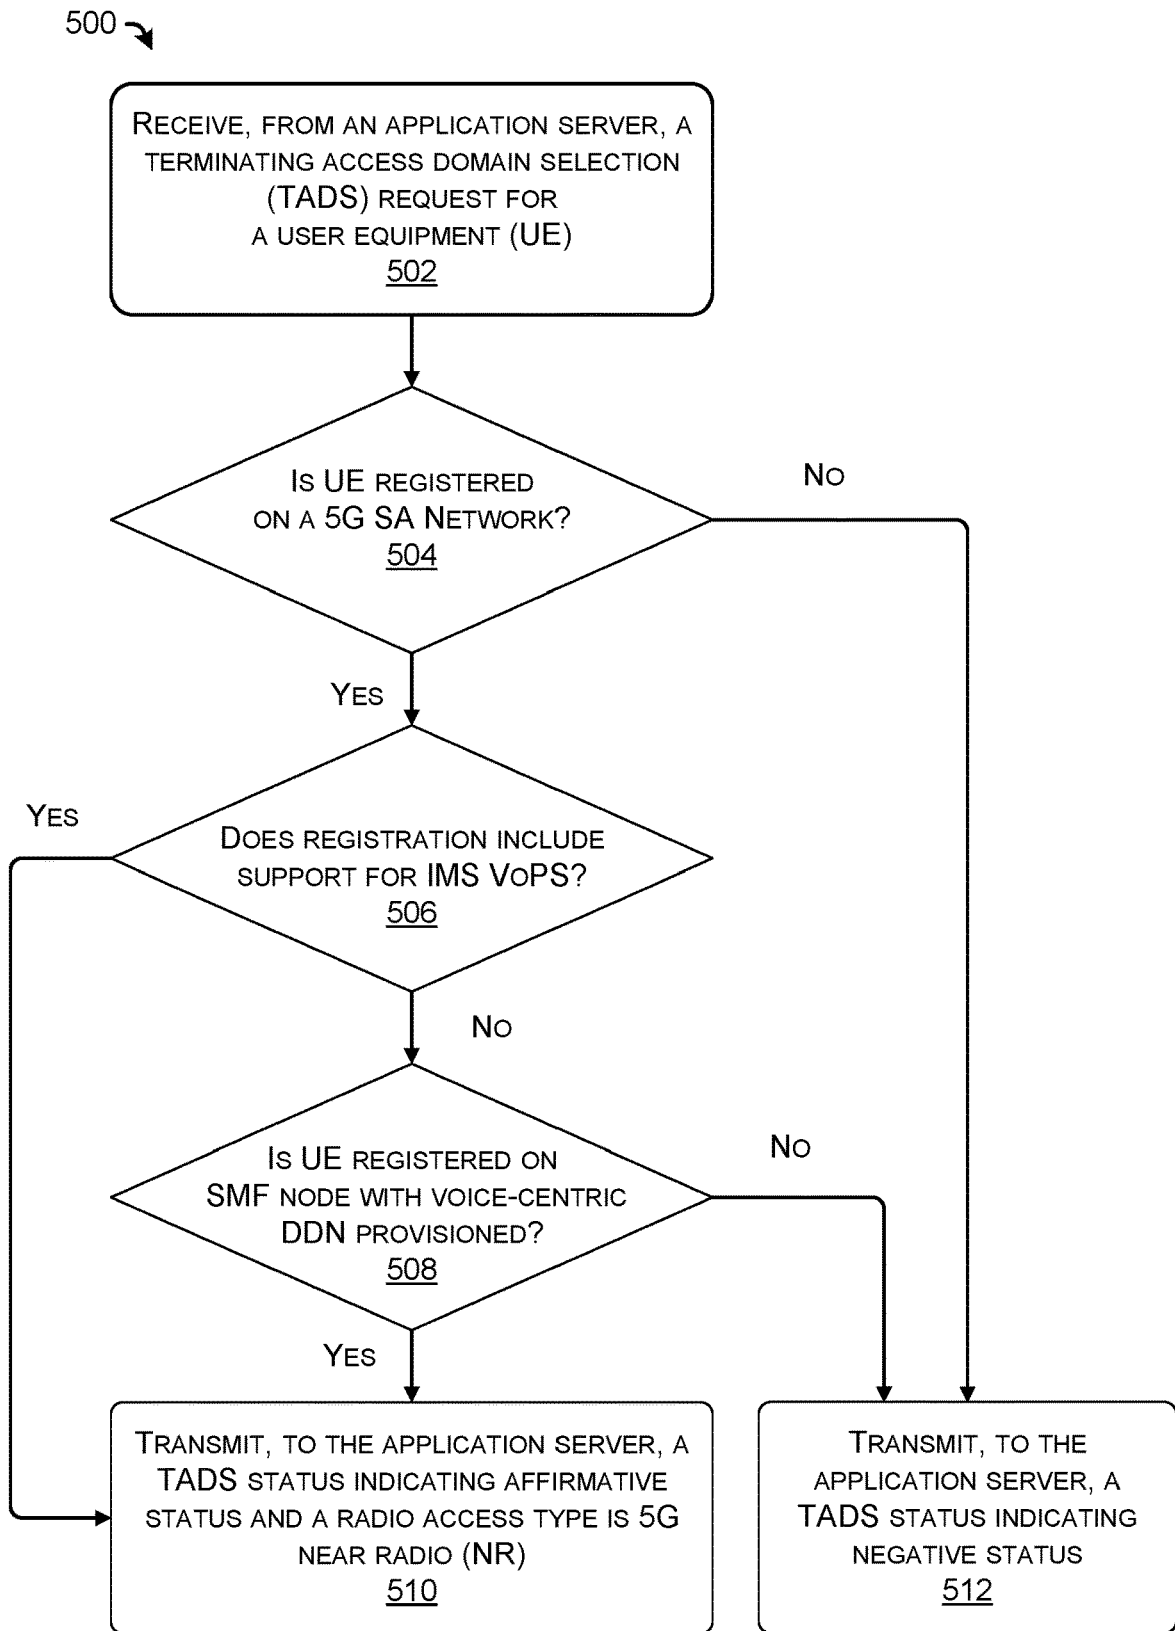 500
RECEIVE, FROM AN APPLICATION SERVER, A
TERMINATING ACCESS DOMAIN SELECTION
(TADS) REQUEST FOR
A USER EQUIPMENT (UE)
502
IS UE REGISTERED
ON A 5G SA NETWORK?
504
NO
YES
DOES REGISTRATION INCLUDE
SUPPORT FOR IMS VOPS?
506
YES
NO
IS UE REGISTERED ON
SMF NODE WITH VOICE-CENTRIC
DDN PROVISIONED?
508
NO
YES
TRANSMIT, TO THE APPLICATION SERVER, A
TADS STATUS INDICATING AFFIRMATIVE
STATUS AND A RADIO ACCESS TYPE IS 5G
NEAR RADIO (NR)
510
TRANSMIT, TO THE
APPLICATION SERVER, A
TADS STATUS INDICATING
NEGATIVE STATUS
512